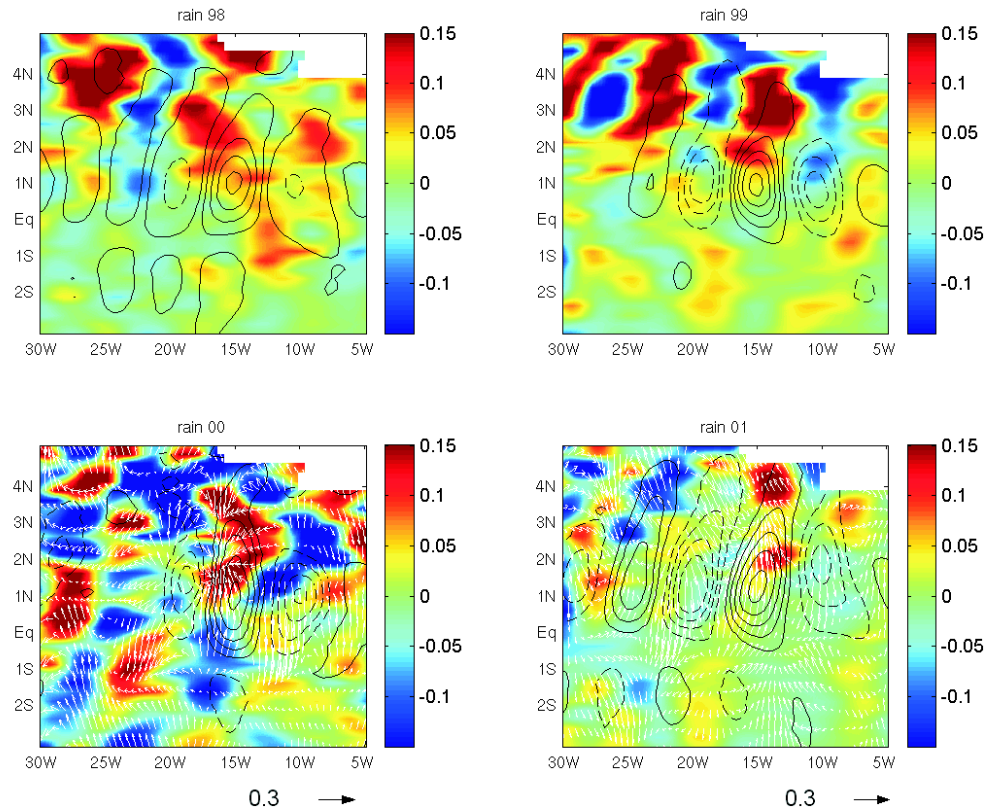 rain 98
4N
3N
2N
1N
Eq
1S
2S
30W 25W 20W 15W 10W 5W
0.15
0.1
0.05
0
-0.05
-0.1
rain 99
4N
3N
2N
1N
Eq
1S
2S
30W 25W 20W 15W 10W 5W
0.15
0.1
0.05
0
-0.05
-0.1
rain 00
4N
3N
2N
1N
Eq
1S
2S
30W 25W 20W 15W 10W 5W
0.15
0.1
0.05
0
-0.05
-0.1
0.3
rain 01
4N
3N
2N
1N
Eq
1S
2S
30W 25W 20W 15W 10W 5W
0.15
0.1
0.05
0
-0.05
-0.1
0.3